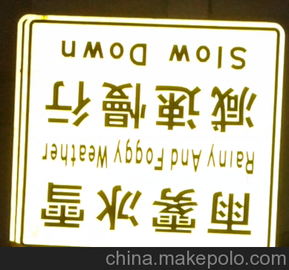 雨雾冰雪
Rainy And Foggy Weather
减速慢行
Slow Down
china.makepolo.com